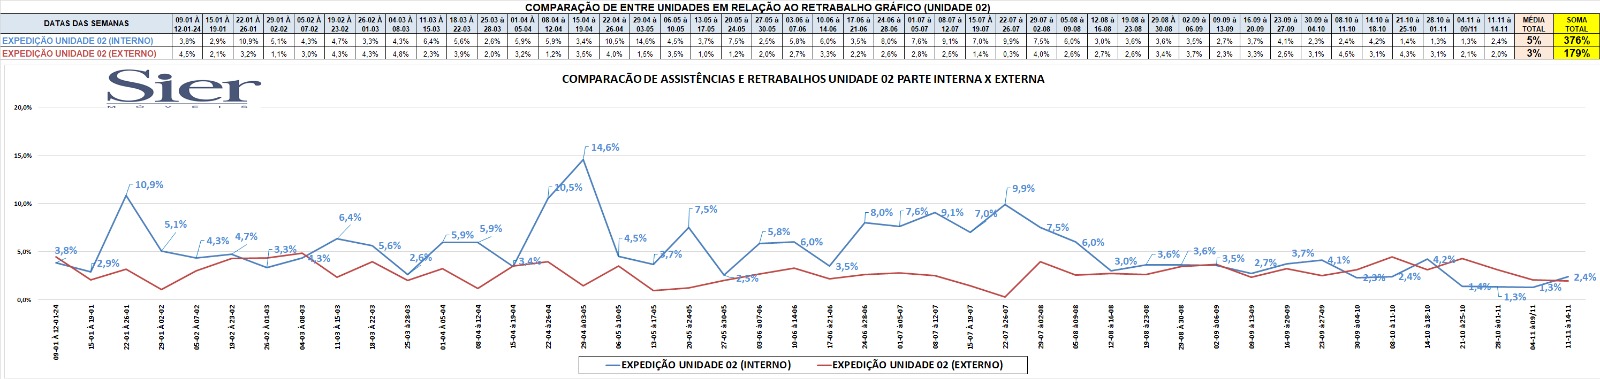 COMPARAÇÃO DE ENTRE UNIDADES EM RELAÇÃO AO RETRABALHO GRÁFICO (UNIDADE 02)
DATAS DAS SEMANAS 09-01 À 12-01-24 15-01 À 19-01 22-01 À 26-01 29-01 À 02-02 05-02 À 07-02 19-02 À 23-02 26-02 À 01-03 04-03 À 08-03 11-03 À 15-03 18-03 À 22-03 25-03 à 28-03 01-04 À 05-04 08-04 à 12-04 15-04 à 19-04 22-04 à 26-04 29-04 à 03-05 06-05 à 10-05 13-05 à 17-05 20-05 à 24-05 27-05 à 30-05 03-06 à 07-06 10-06 à 14-06 17-06 à 21-06 24-06 à 28-06 01-07 à 05-07 08-07 à 12-07 15-07 À 19-07 22-07 à 26-07 29-07 à 02-08 05-08 à 09-08 12-08 à 16-08 19-08 à 23-08 29-08 À 30-08 02-09 à 06-09 09-09 à 13-09 16-09 à 20-09 23-09 à 27-09 30-09 à 04-10 08-10 à 11-10 14-10 à 18-10 21-10 à 25-10 28-10 à 01-11 04-11 à 09/11 11-11 à 14-11 MÉDIA TOTAL SOMA TOTAL
EXPEDIÇÃO UNIDADE 02 (INTERNO) 3,8% 2,9% 10,9% 5,1% 4,3% 4,7% 3,3% 4,3% 6,4% 5,6% 2,6% 5,9% 5,9% 3,4% 10,5% 14,6% 4,5% 3,7% 7,5% 2,5% 5,8% 6,0% 3,5% 8,0% 7,6% 9,1% 7,0% 9,9% 7,5% 6,0% 3,0% 3,6% 3,6% 3,5% 2,7% 3,7% 4,1% 2,3% 2,4% 4,2% 1,4% 1,3% 1,3% 2,4% 5% 376%
EXPEDIÇÃO UNIDADE 02 (EXTERNO) 4,5% 2,1% 3,2% 1,1% 3,0% 4,3% 4,3% 4,8% 2,3% 3,9% 2,0% 3,2% 1,2% 3,5% 4,0% 1,5% 3,5% 1,0% 1,2% 2,0% 2,7% 3,3% 2,2% 2,6% 2,8% 2,5% 1,4% 0,3% 4,0% 2,6% 2,7% 2,6% 3,4% 3,7% 2,3% 3,3% 2,5% 3,1% 4,5% 3,1% 4,3% 3,1% 2,1% 2,0% 3% 179%
Sier
MÓVEIS
COMPARAÇÃO DE ASSISTÊNCIAS E RETRABALHOS UNIDADE 02 PARTE INTERNA X EXTERNA
20,0%
15,0%
10,0%
5,0%
0,0%
3,8% 2,9% 10,9% 5,1% 4,3% 4,7% 3,3% 4,3% 6,4% 5,6% 2,6% 5,9% 5,9% 3,4% 10,5% 14,6% 4,5% 3,7% 7,5% 2,5% 5,8% 6,0% 3,5% 8,0% 7,6% 9,1% 7,0% 9,9% 7,5% 6,0% 3,0% 3,6% 3,6% 3,5% 2,7% 3,7% 4,1% 2,3% 2,4% 4,2% 1,4% 1,3% 1,3% 2,4%
09-01 À 12-01-24 15-01 À 19-01 22-01 À 26-01 29-01 À 02-02 05-02 À 07-02 19-02 À 23-02 26-02 À 01-03 04-03 À 08-03 11-03 À 15-03 18-03 À 22-03 25-03 à 28-03 01-04 À 05-04 08-04 à 12-04 15-04 à 19-04 22-04 à 26-04 29-04 à 03-05 06-05 à 10-05 13-05 à 17-05 20-05 à 24-05 27-05 à 30-05 03-06 à 07-06 10-06 à 14-06 17-06 à 21-06 24-06 à 28-06 01-07 à 05-07 08-07 à 12-07 15-07 À 19-07 22-07 à 26-07 29-07 à 02-08 05-08 à 09-08 12-08 à 16-08 19-08 à 23-08 29-08 À 30-08 02-09 à 06-09 09-09 à 13-09 16-09 à 20-09 23-09 à 27-09 30-09 à 04-10 08-10 à 11-10 14-10 à 18-10 21-10 à 25-10 28-10 à 01-11 04-11 à 09/11 11-11 à 14-11
EXPEDIÇÃO UNIDADE 02 (INTERNO) EXPEDIÇÃO UNIDADE 02 (EXTERNO)